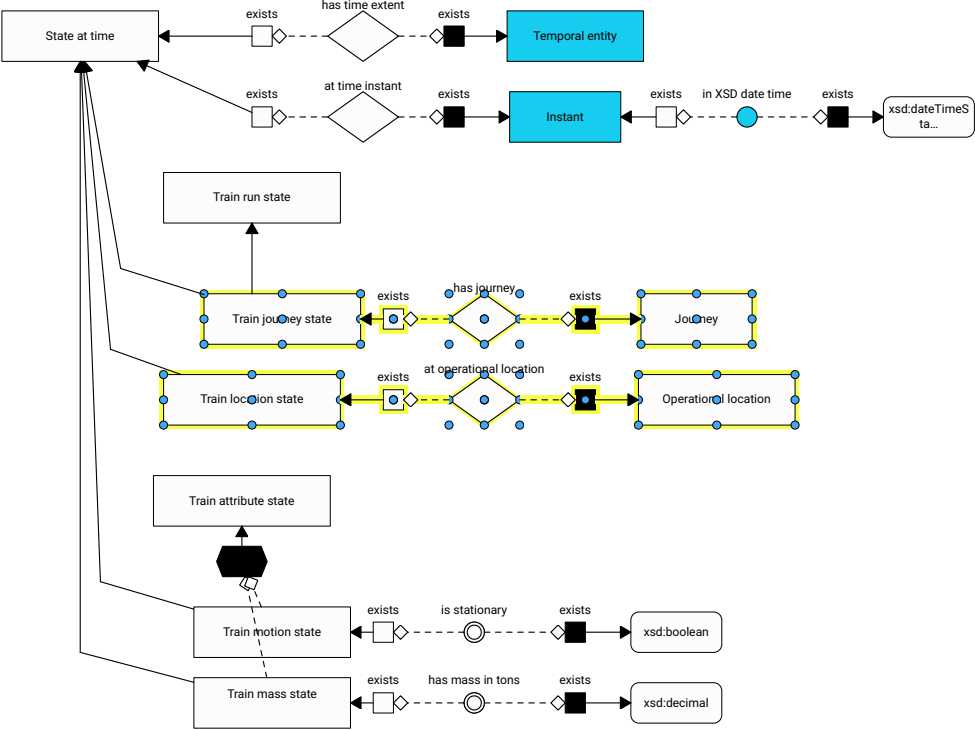 has time extent
exists
exists
State at time
Temporal entity
at time instant
exists
exists
exists
in XSD date time
exists
Instant
xsd:dateTimeS
ta...
Train run state
has journey
exists
exists
Train journey state
Journey
at operational location
exists
exists
Train location state
Operational location
Train attribute state
exists
is stationary
exists
Train motion state
xsd:boolean
exists
has mass in tons
exists
Train mass state
xsd:decimal